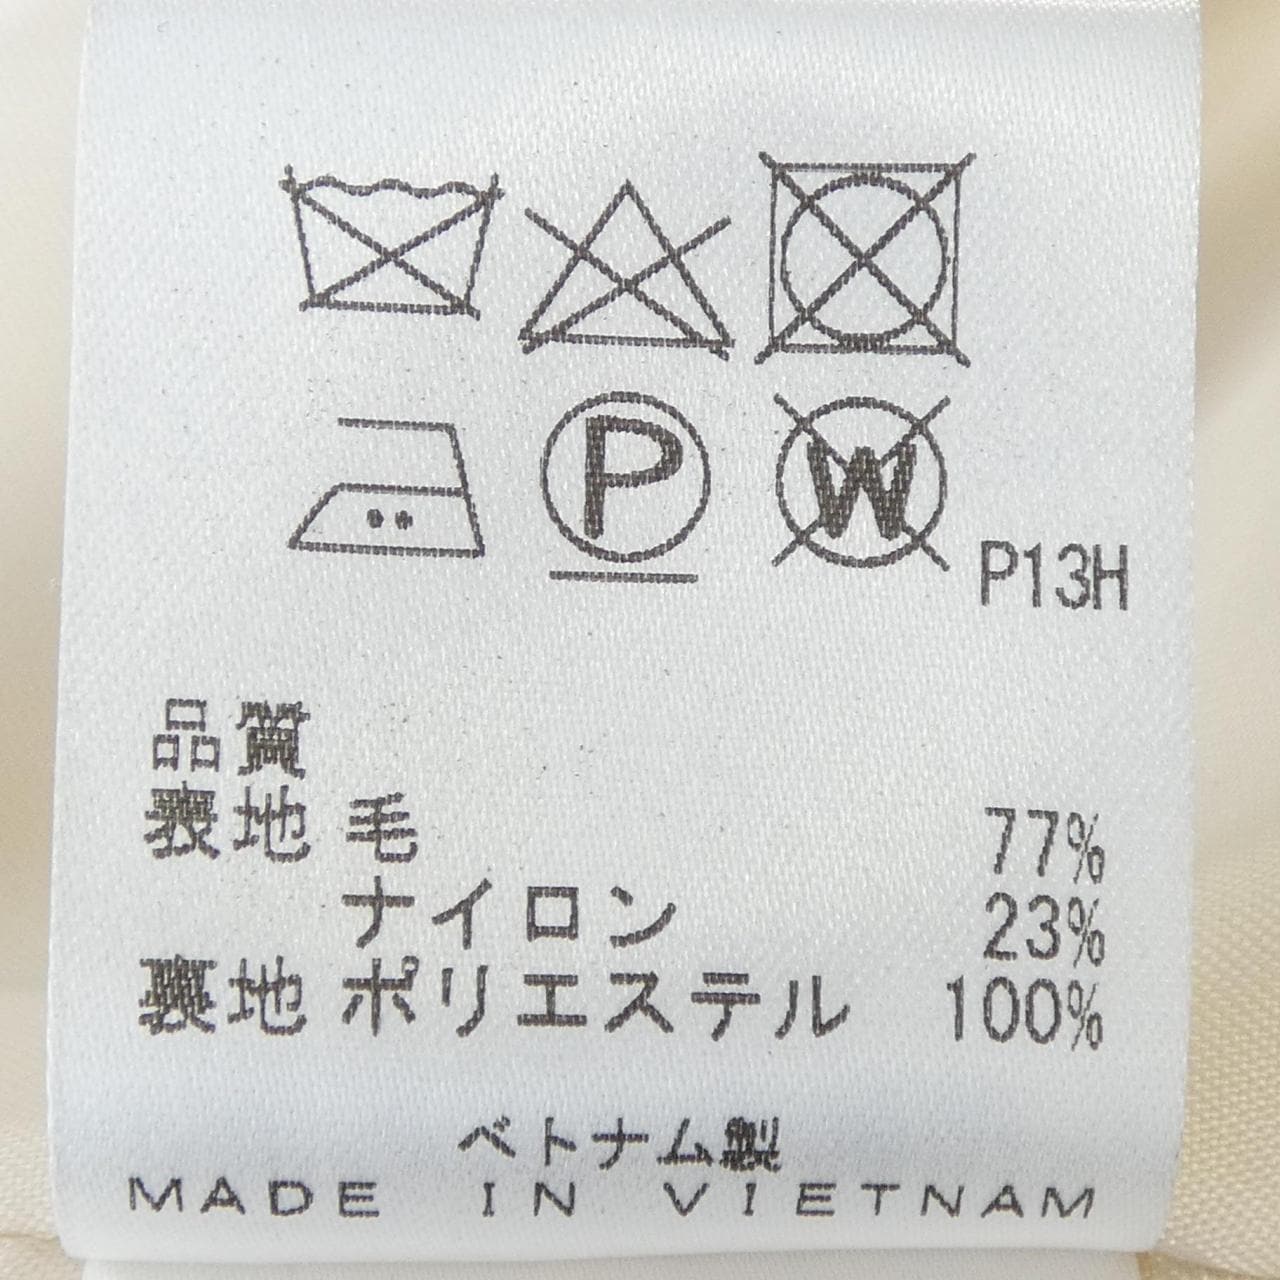 P W P13H
品質
表地 毛 77%
ナイロン 23%
裏地 ポリエステル 100%
ベトナム製
MADE IN VIETNAM